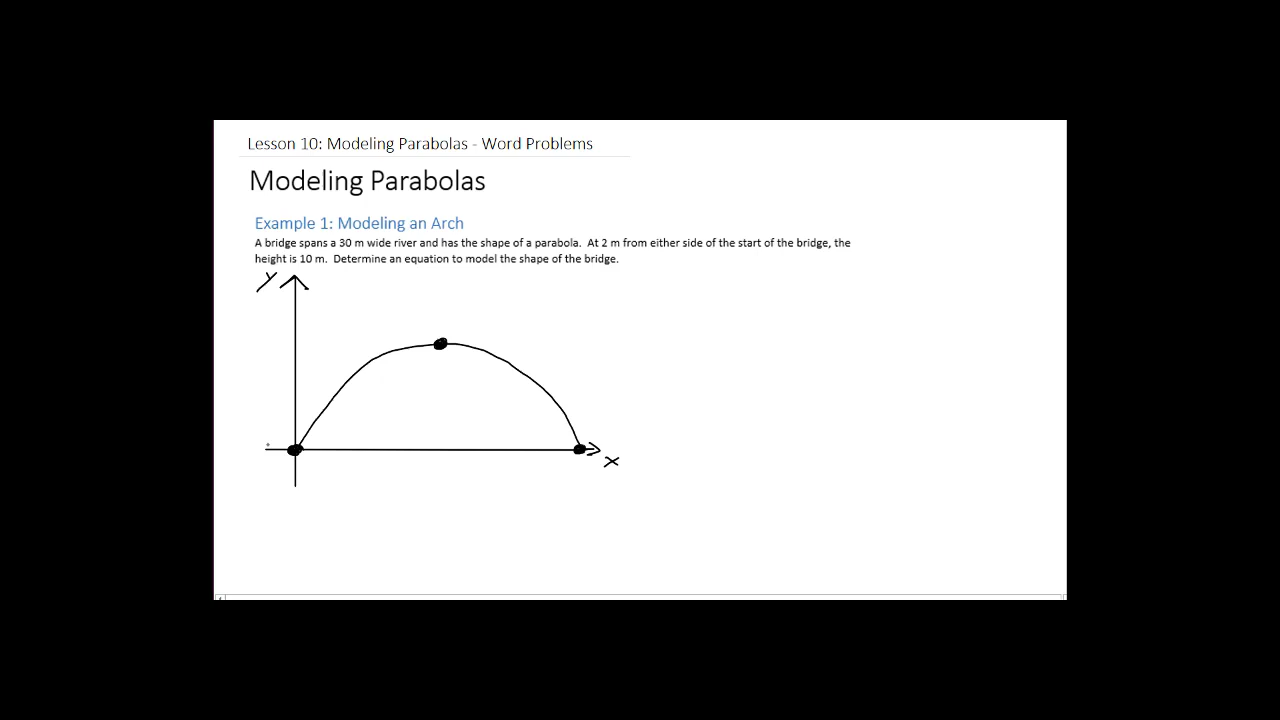 Lesson 10: Modeling Parabolas - Word Problems
Modeling Parabolas
Example 1: Modeling an Arch
A bridge spans a 30 m wide river and has the shape of a parabola. At 2 m from either side of the start of the bridge, the
height is 10 m. Determine an equation to model the shape of the bridge.
y
x